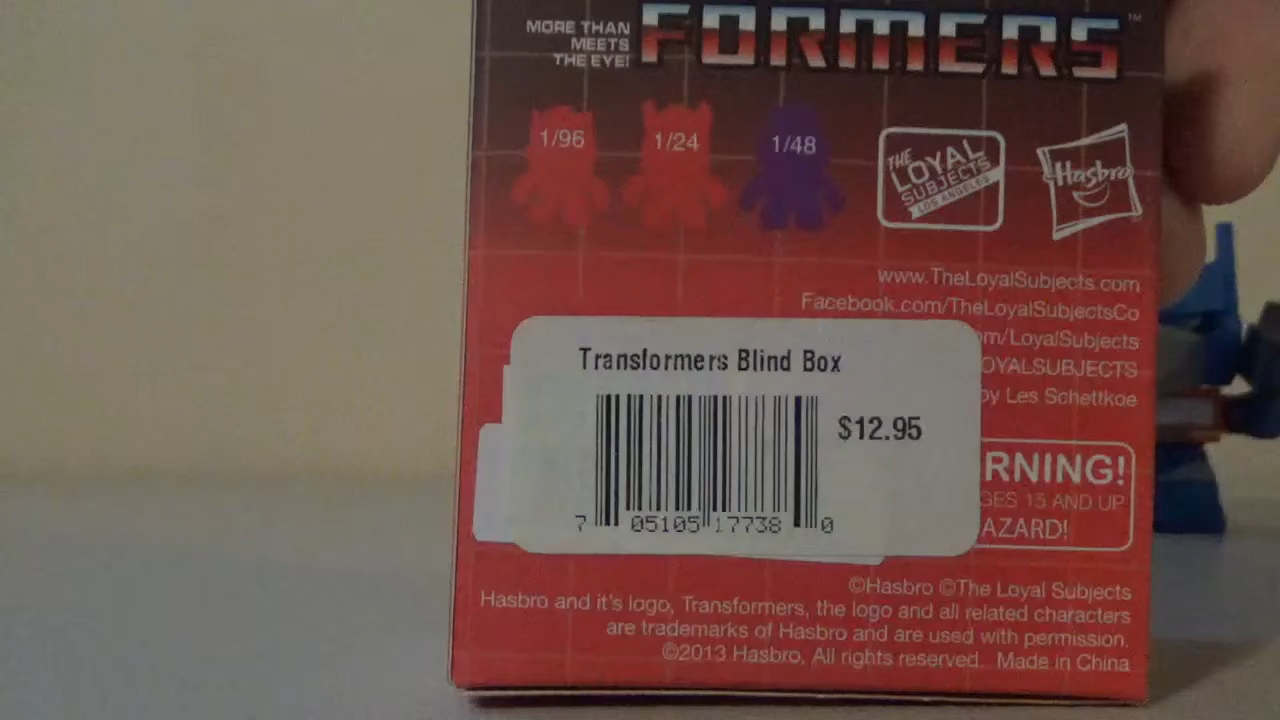 MORE THAN
MEETS
THE EYE!
FORMERS™
1/96
1/24
1/48
THE
LOYAL
SUBJECTS
LOS ANGELES
Hasbro
www.TheLoyalSubjects.com
Facebook.com/TheLoyalSubjectsCo
om/LoyalSubjects
OYALSUBJECTS
by Les Schettkoe
Transformers Blind Box
$12.95
7 05105 17738 0
RNING!
GES 15 AND UP
AZARD!
©Hasbro ©The Loyal Subjects
Hasbro and it's logo, Transformers, the logo and all related characters
are trademarks of Hasbro and are used with permission.
©2013 Hasbro, All rights reserved. Made in China